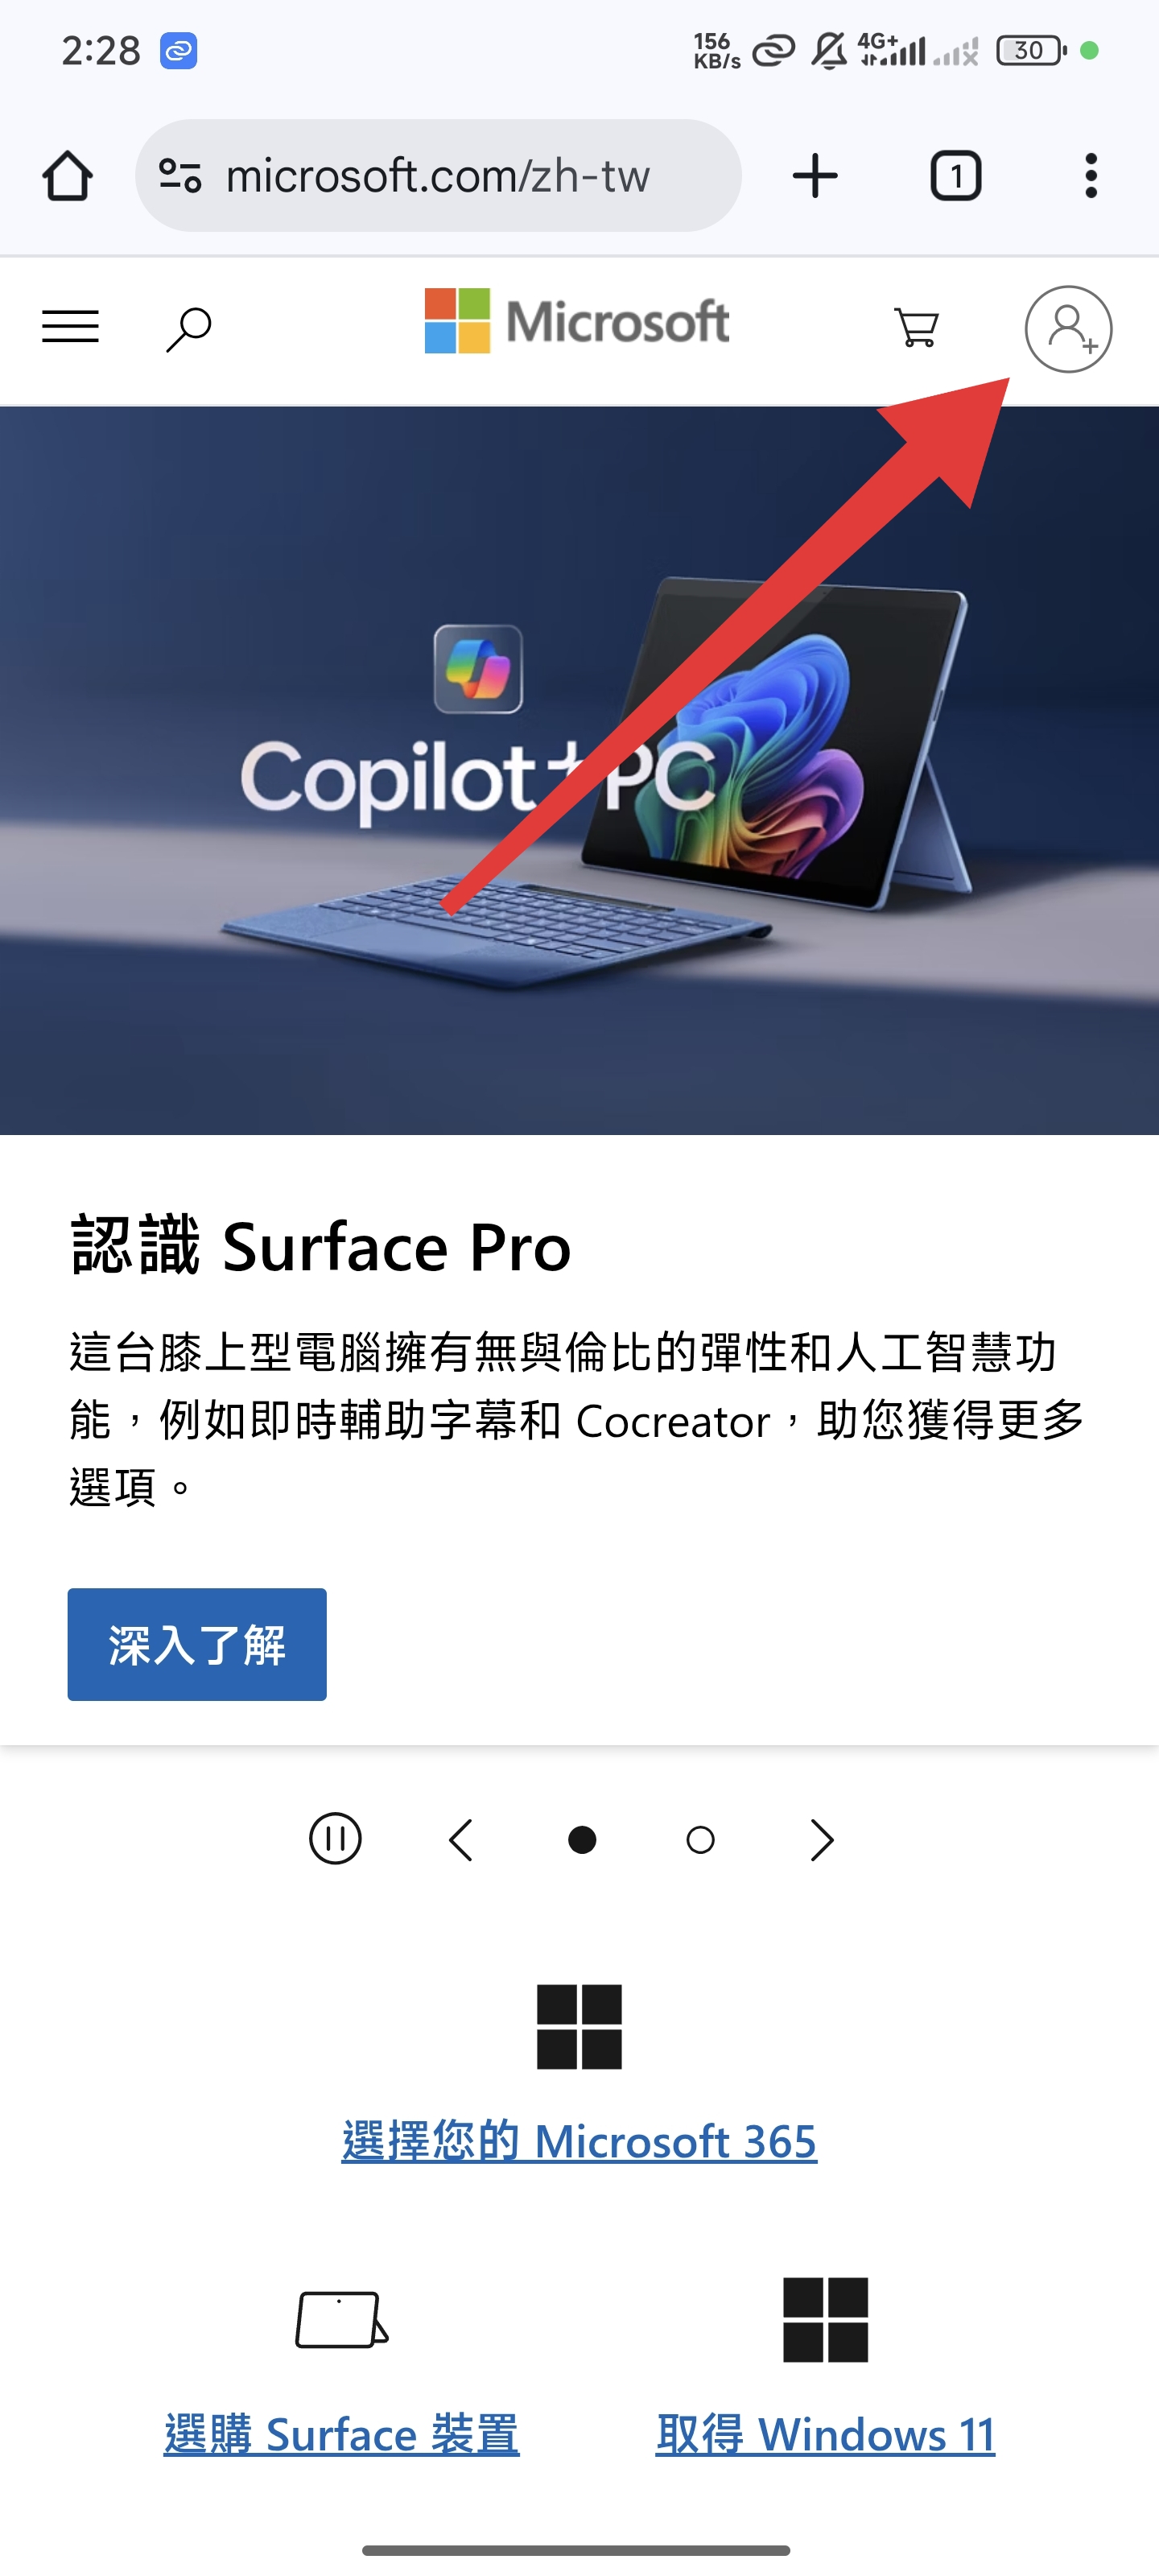 2:28
156
KB/s
4G+
30
microsoft.com/zh-tw
1
Microsoft
Copilot+PC
認識 Surface Pro
這台膝上型電腦擁有無與倫比的彈性和人工智慧功
能，例如即時輔助字幕和 Cocreator，助您獲得更多
選項。
深入了解
選擇您的 Microsoft 365
選購 Surface 裝置
取得 Windows 11